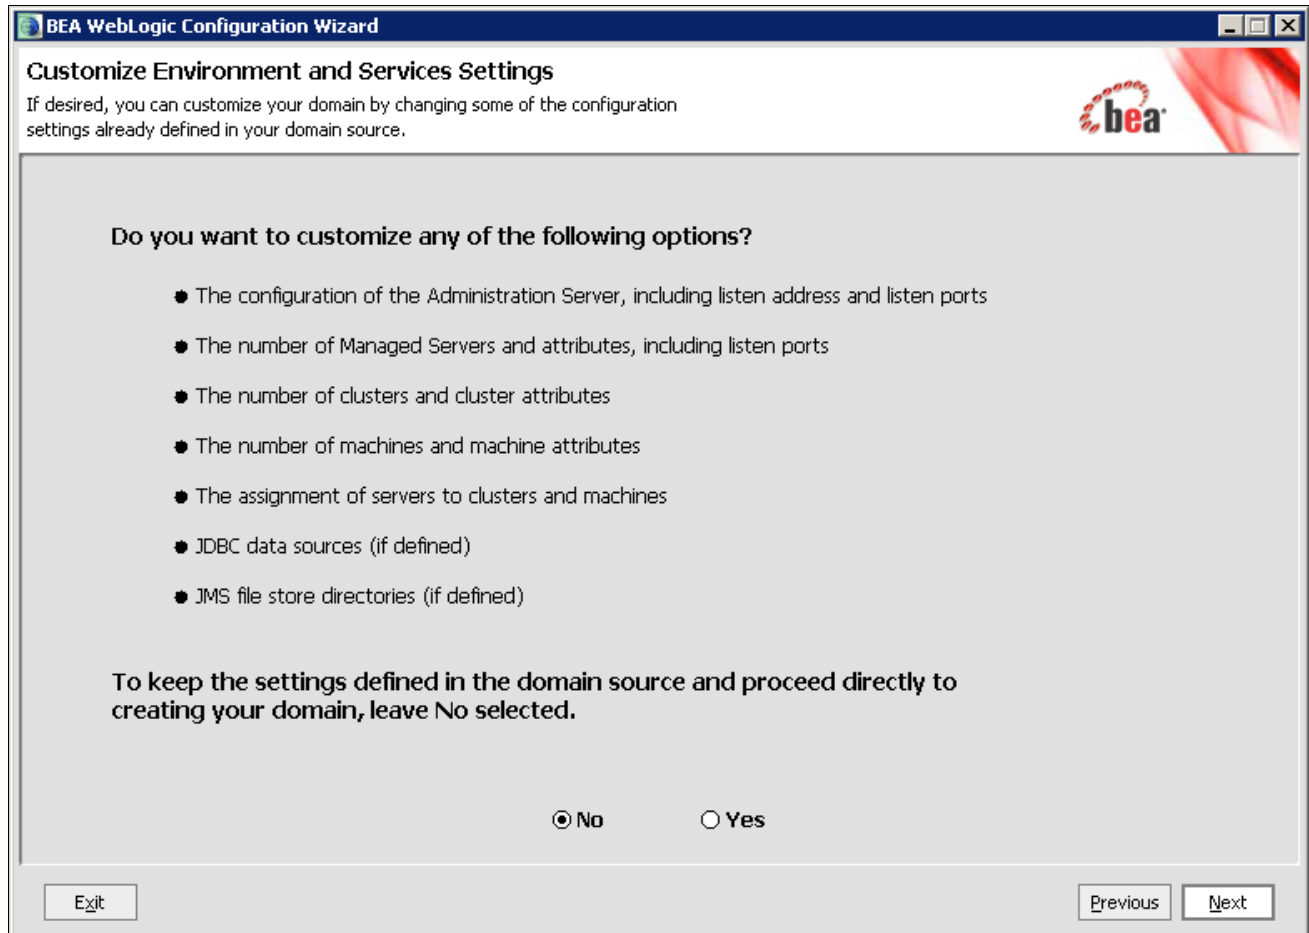 BEA WebLogic Configuration Wizard
Customize Environment and Services Settings
If desired, you can customize your domain by changing some of the configuration
settings already defined in your domain source.
bea
Do you want to customize any of the following options?
The configuration of the Administration Server, including listen address and listen ports
The number of Managed Servers and attributes, including listen ports
The number of clusters and cluster attributes
The number of machines and machine attributes
The assignment of servers to clusters and machines
JDBC data sources (if defined)
JMS file store directories (if defined)
To keep the settings defined in the domain source and proceed directly to
creating your domain, leave No selected.
No Yes
Exit Previous Next